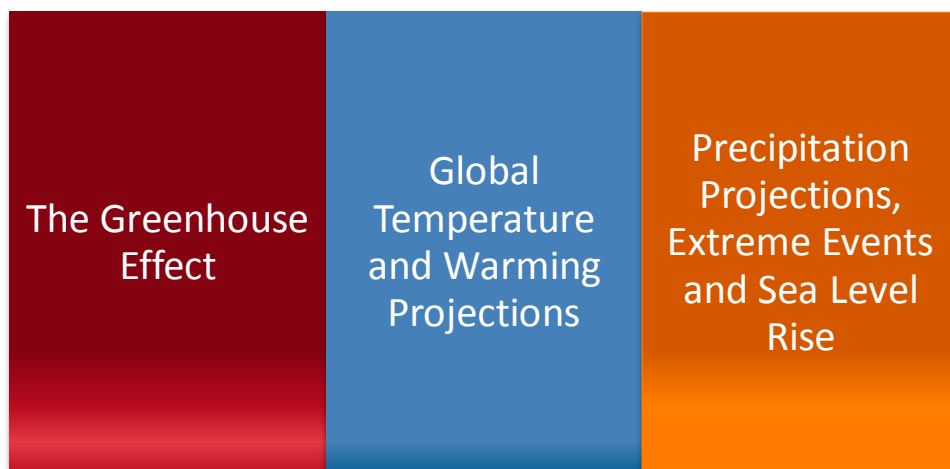 The Greenhouse
Effect
Global
Temperature
and Warming
Projections
Precipitation
Projections,
Extreme Events
and Sea Level
Rise